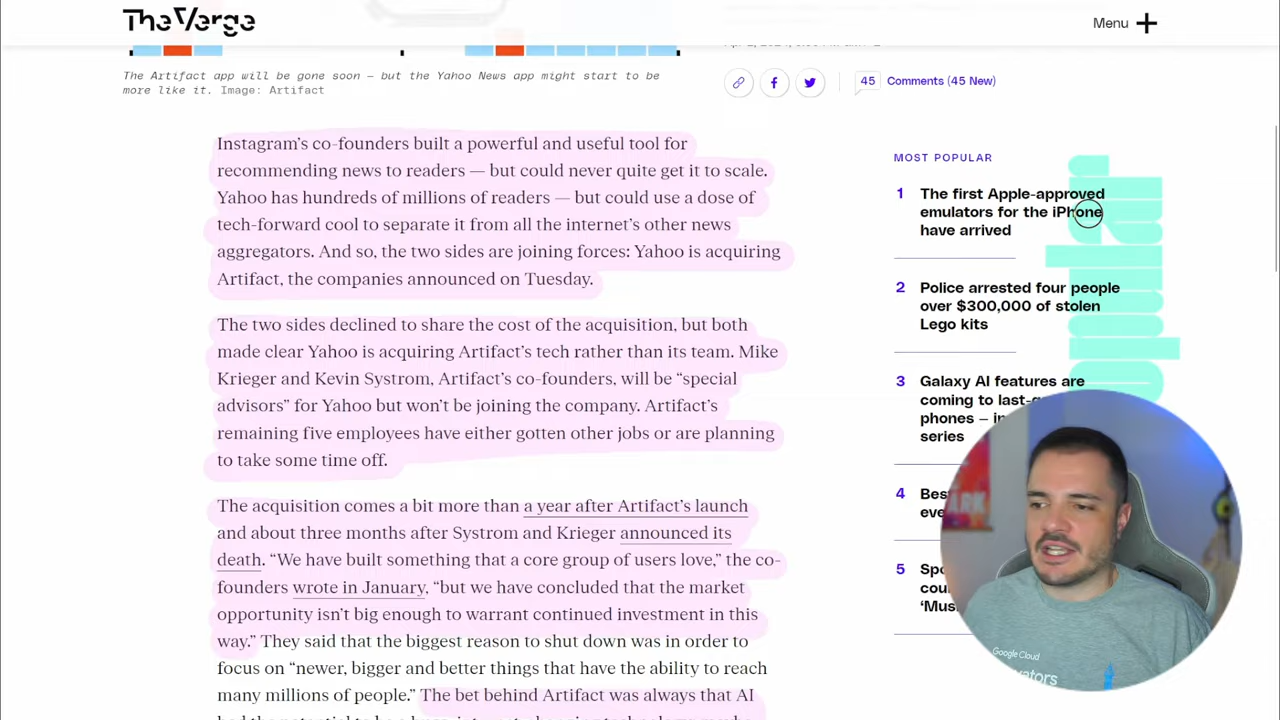 The Verge
Menu
The Artifact app will be gone soon — but the Yahoo News app might start to be
more like it. Image: Artifact
45
Comments (45 New)
Instagram's co-founders built a powerful and useful tool for
recommending news to readers — but could never quite get it to scale.
Yahoo has hundreds of millions of readers — but could use a dose of
tech-forward cool to separate it from all the internet's other news
aggregators. And so, the two sides are joining forces: Yahoo is acquiring
Artifact, the companies announced on Tuesday.
The two sides declined to share the cost of the acquisition, but both
made clear Yahoo is acquiring Artifact's tech rather than its team. Mike
Krieger and Kevin Systrom, Artifact's co-founders, will be “special
advisors” for Yahoo but won't be joining the company. Artifact's
remaining five employees have either gotten other jobs or are planning
to take some time off.
The acquisition comes a bit more than a year after Artifact's launch
and about three months after Systrom and Krieger announced its
death. “We have built something that a core group of users love,” the co-
founders wrote in January, “but we have concluded that the market
opportunity isn't big enough to warrant continued investment in this
way.” They said that the biggest reason to shut down was in order to
focus on “newer, bigger and better things that have the ability to reach
many millions of people.” The bet behind Artifact was always that AI
MOST POPULAR
1
The first Apple-approved
emulators for the iPhone
have arrived
2
Police arrested four people
over $300,000 of stolen
Lego kits
3
Galaxy AI features are
coming to last-
phones –
series
4
5
Google Cloud